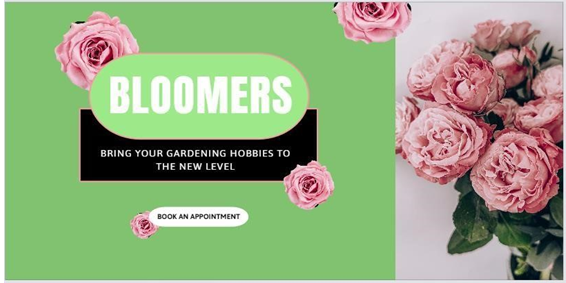 BLOOMERS
BRING YOUR GARDENING HOBBIES TO
THE NEW LEVEL
BOOK AN APPOINTMENT